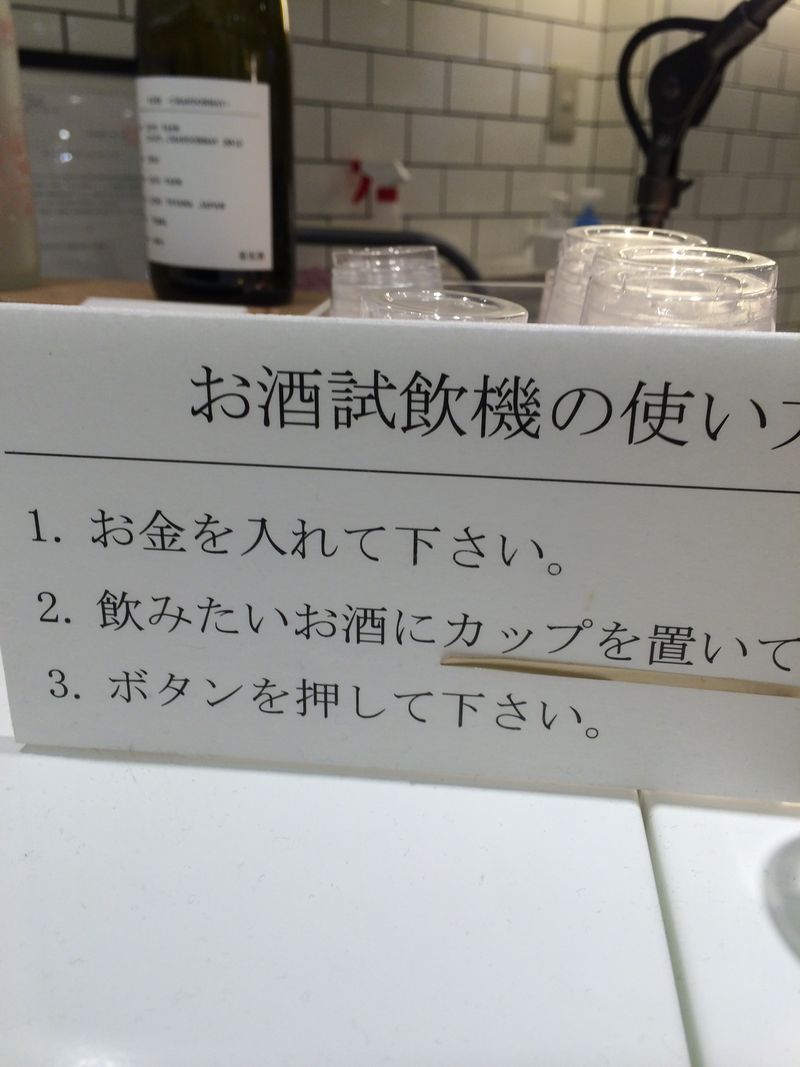 お酒試飲機の使い
1. お金を入れて下さい。
2. 飲みたいお酒にカップを置いて
3. ボタンを押して下さい。